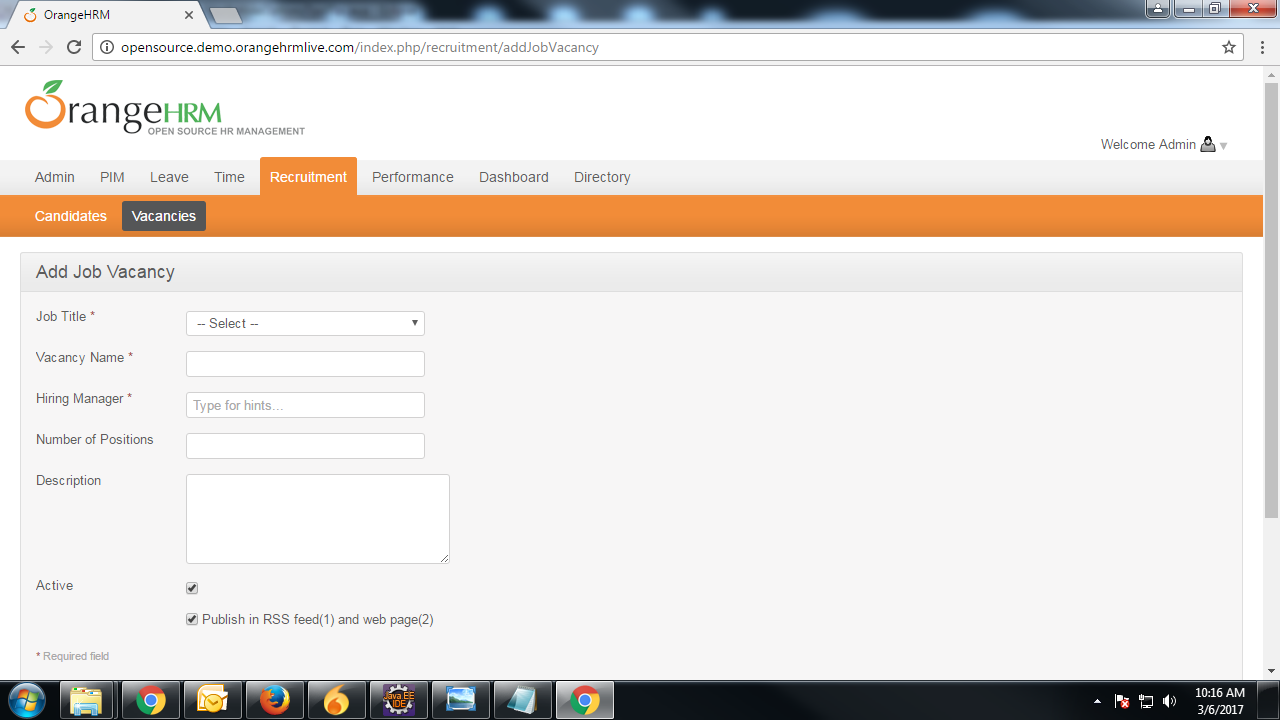 OrangeHRM
opensource.demo.orangehrmlive.com/index.php/recruitment/addJobVacancy
OrangeHRM
OPEN SOURCE HR MANAGEMENT
Welcome Admin
Admin PIM Leave Time Recruitment Performance Dashboard Directory
Candidates Vacancies
Add Job Vacancy
Job Title *
-- Select --
Vacancy Name *
Hiring Manager *
Type for hints...
Number of Positions
Description
Active
Publish in RSS feed(1) and web page(2)
* Required field
Java EE
IDE
10:16 AM
3/6/2017